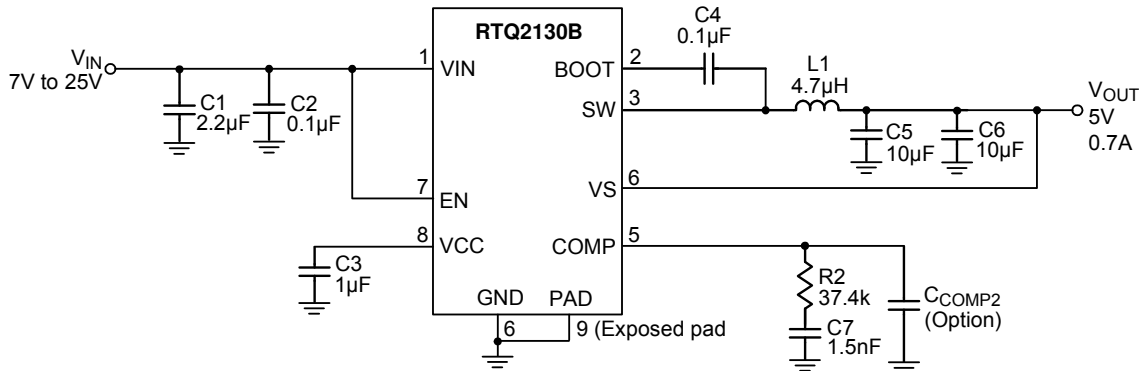 RTQ2130B
VIN
7V to 25V
C1
2.2µF
C2
0.1µF
1
VIN
7
EN
8
VCC
C3
1µF
GND
PAD
6
9 (Exposed pad
BOOT
2
C4
0.1µF
SW
3
L1
4.7µH
C5
10µF
C6
10µF
VOUT
5V
0.7A
VS
6
COMP
5
R2
37.4k
C7
1.5nF
CCOMP2
(Option)